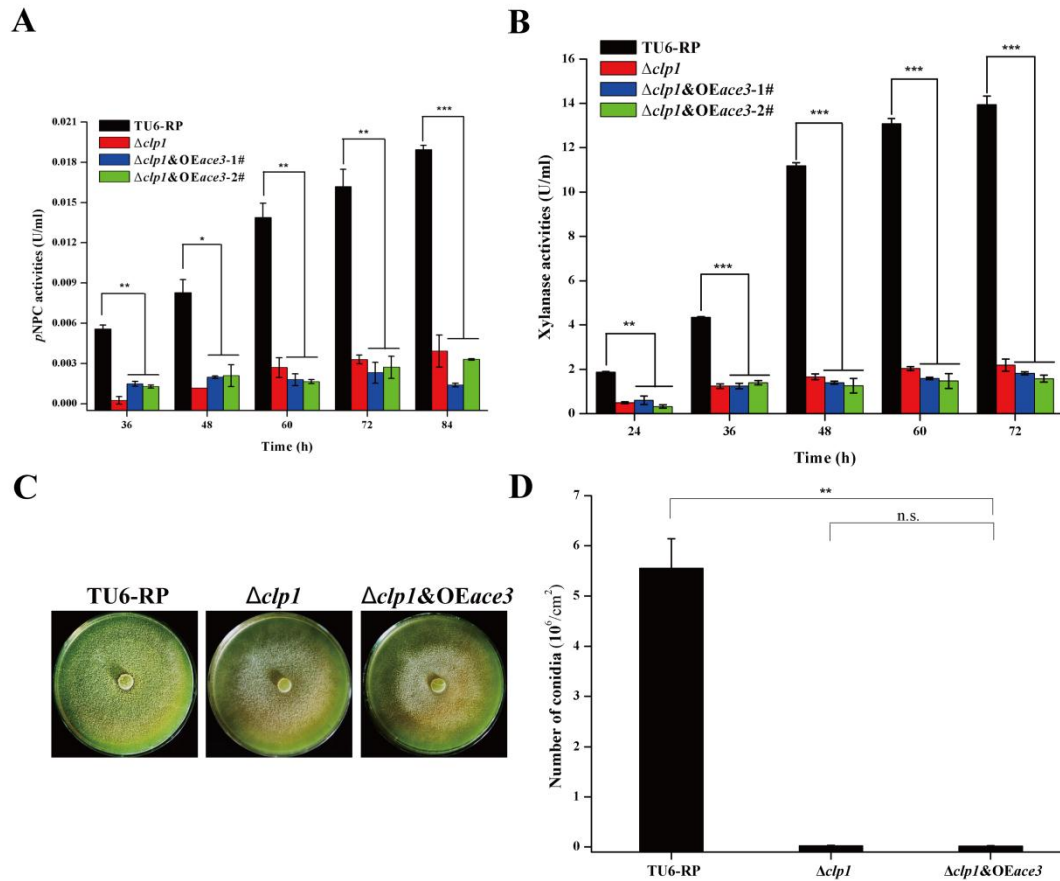 A
TU6-RP
Δclp1
Δclp1&OEace3-1#
Δclp1&OEace3-2#
pNPC activities (U/ml)
0.021
0.018
0.015
0.012
0.009
0.006
0.003
0.000
**
*
**
**
***
36 48 60 72 84
Time (h)
B
TU6-RP
Δclp1
Δclp1&OEace3-1#
Δclp1&OEace3-2#
Xylanase activities (U/ml)
16
14
12
10
8
6
4
2
0
**
***
***
***
***
24 36 48 60 72
Time (h)
C
TU6-RP Δclp1 Δclp1&OEace3
D
Number of conidia (10⁶/cm²)
7
6
5
4
3
2
1
0
**
n.s.
TU6-RP Δclp1 Δclp1&OEace3